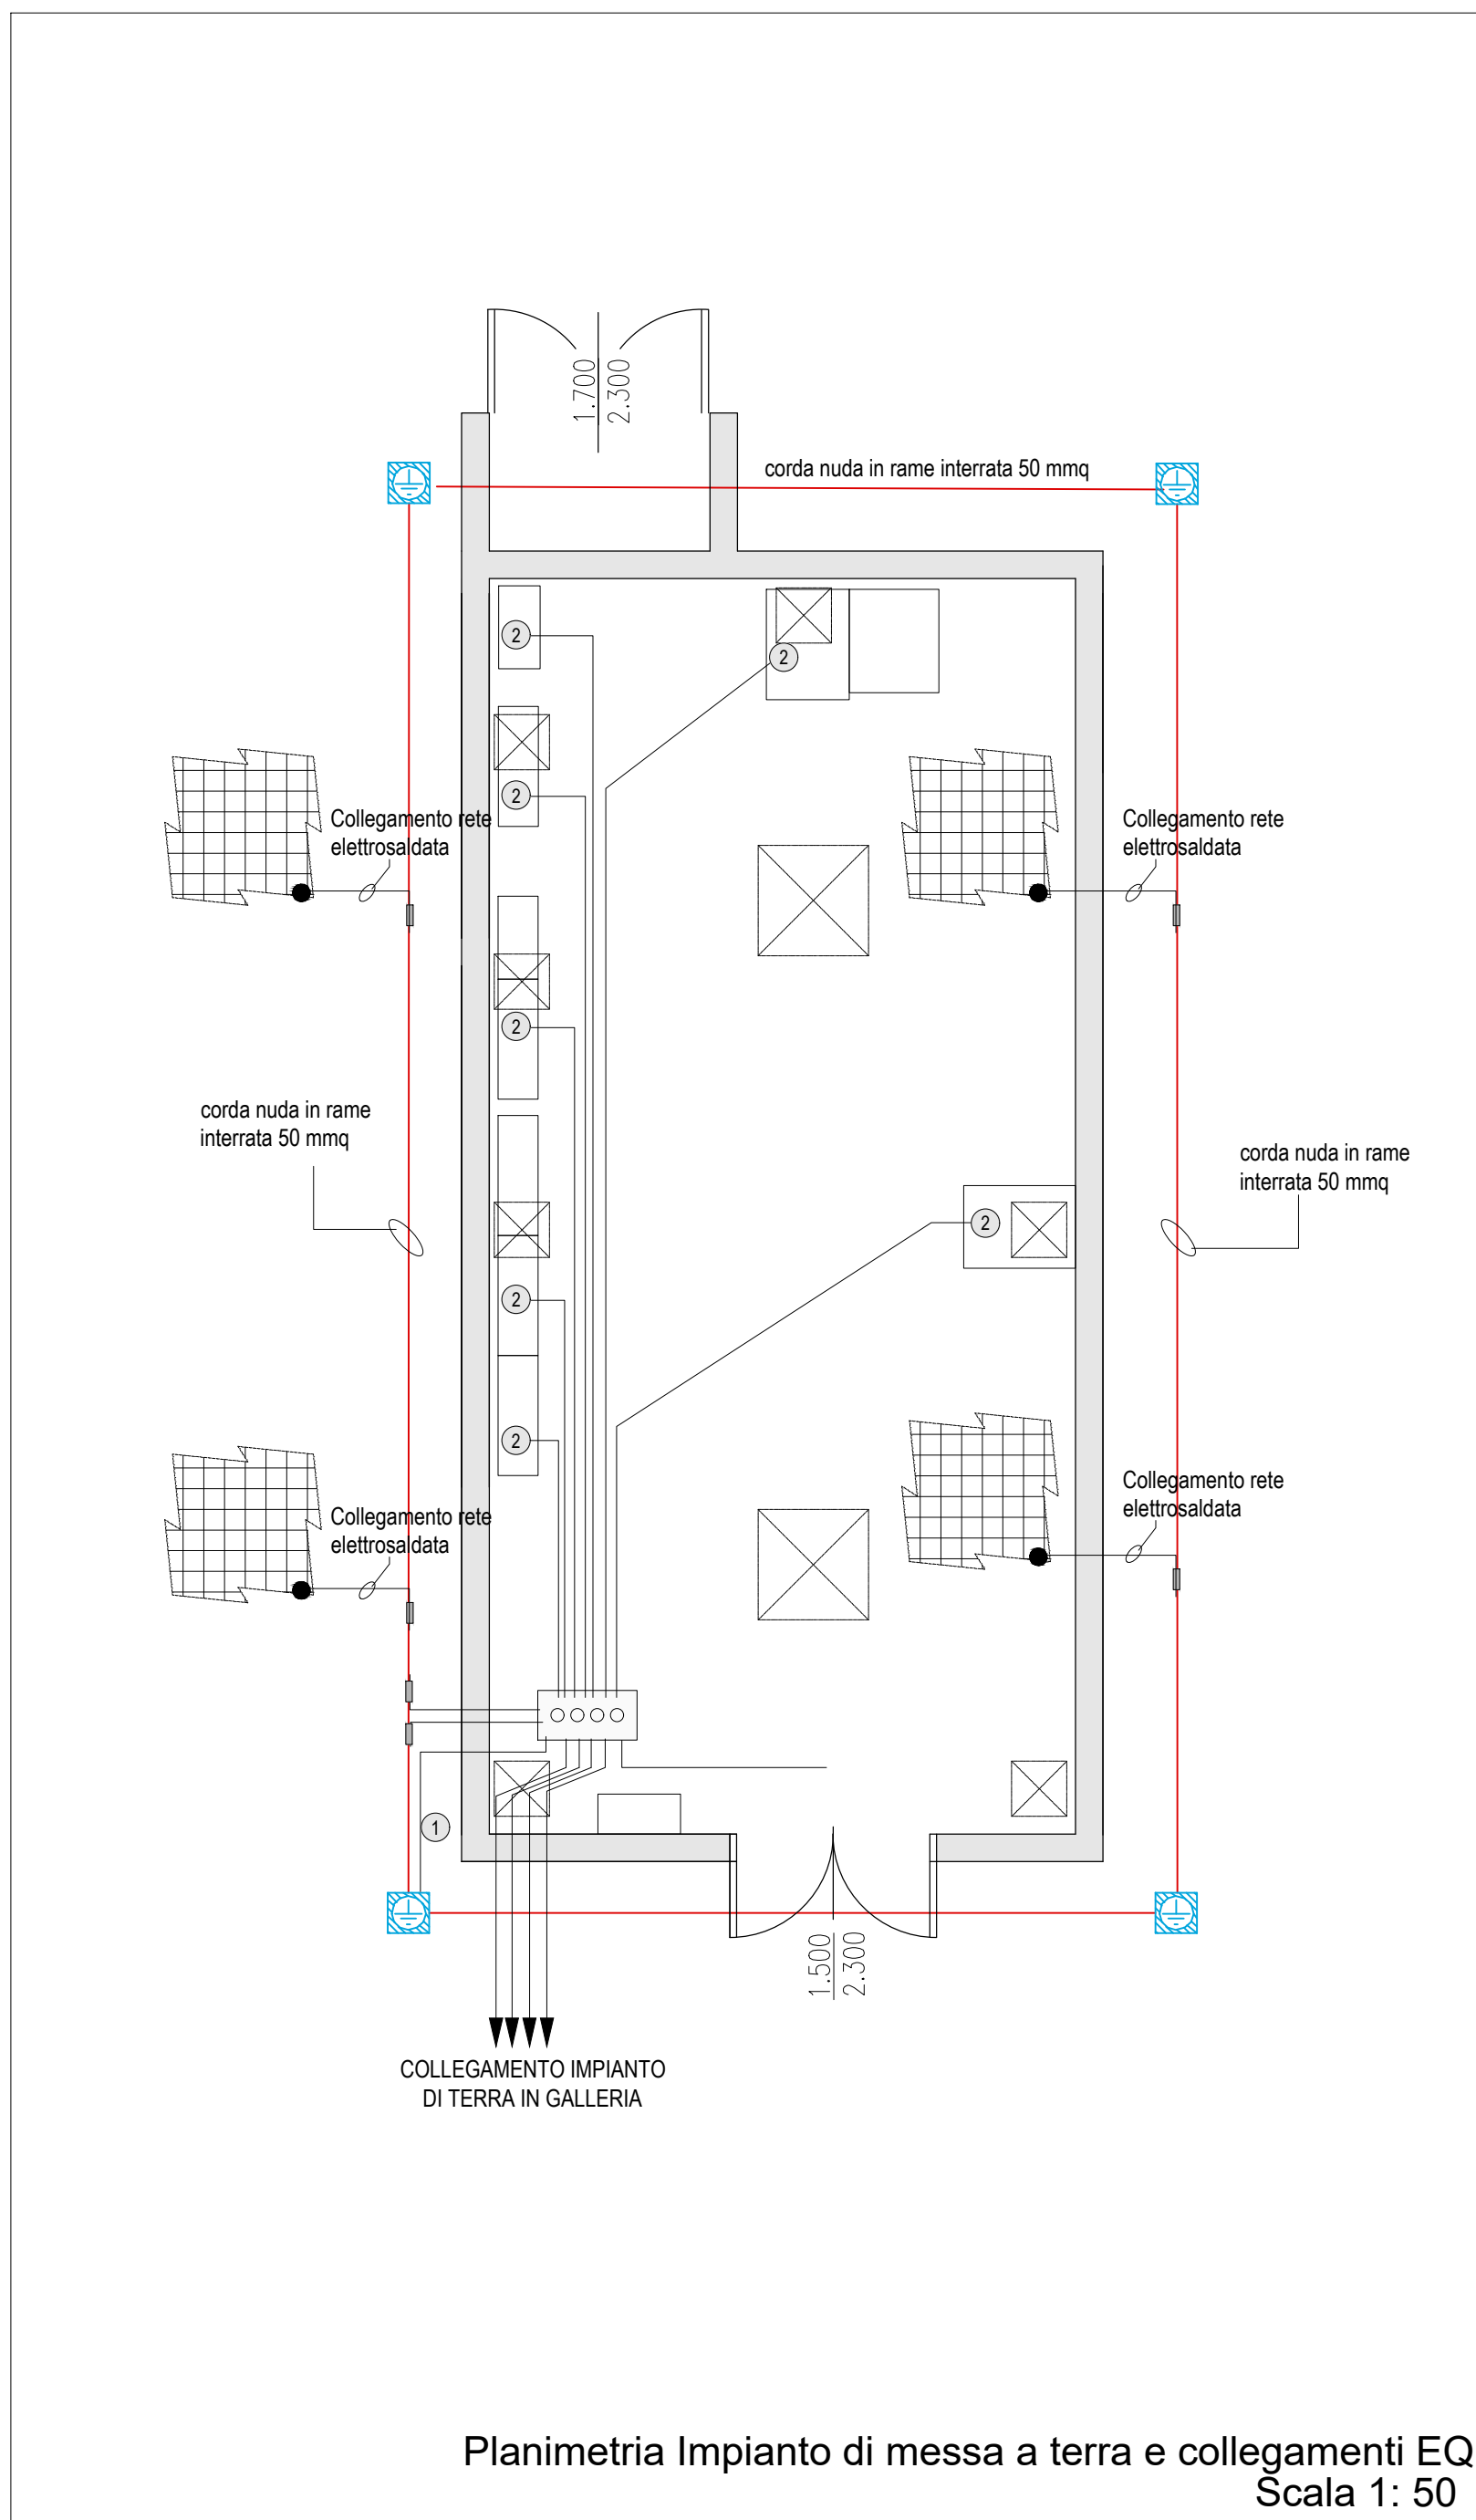 1.700
2.300
corda nuda in rame interrata 50 mmq
2
2
2
Collegamento rete
elettrosaldata
Collegamento rete
elettrosaldata
2
corda nuda in rame
interrata 50 mmq
corda nuda in rame
interrata 50 mmq
2
2
2
Collegamento rete
elettrosaldata
Collegamento rete
elettrosaldata
1
1.500
2.300
COLLEGAMENTO IMPIANTO
DI TERRA IN GALLERIA
Planimetria Impianto di messa a terra e collegamenti EQ
Scala 1: 50